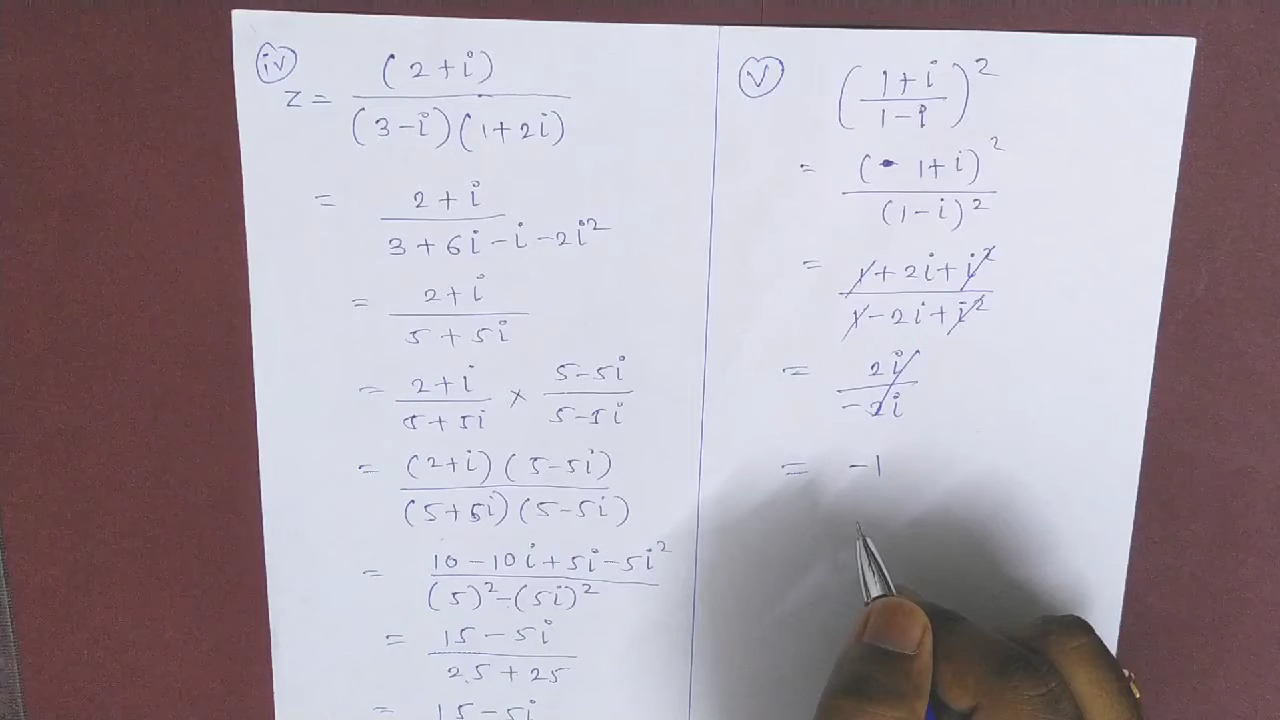 (iv)
z = (2+i) / (3-i)(1+2i)
= 2+i / 3+6i-i-2i²
= 2+i / 5+5i
= 2+i / 5+5i × 5-5i / 5-5i
= (2+i)(5-5i) / (5+5i)(5-5i)
= 10-10i+5i-5i² / (5)²-(5i)²
= 15-5i / 25+25
= 15-5i
(v)
(1+i / 1-i)²
= (1+i)² / (1-i)²
= 1+2i+i² / 1-2i+i²
= 2i / -2i
= -1